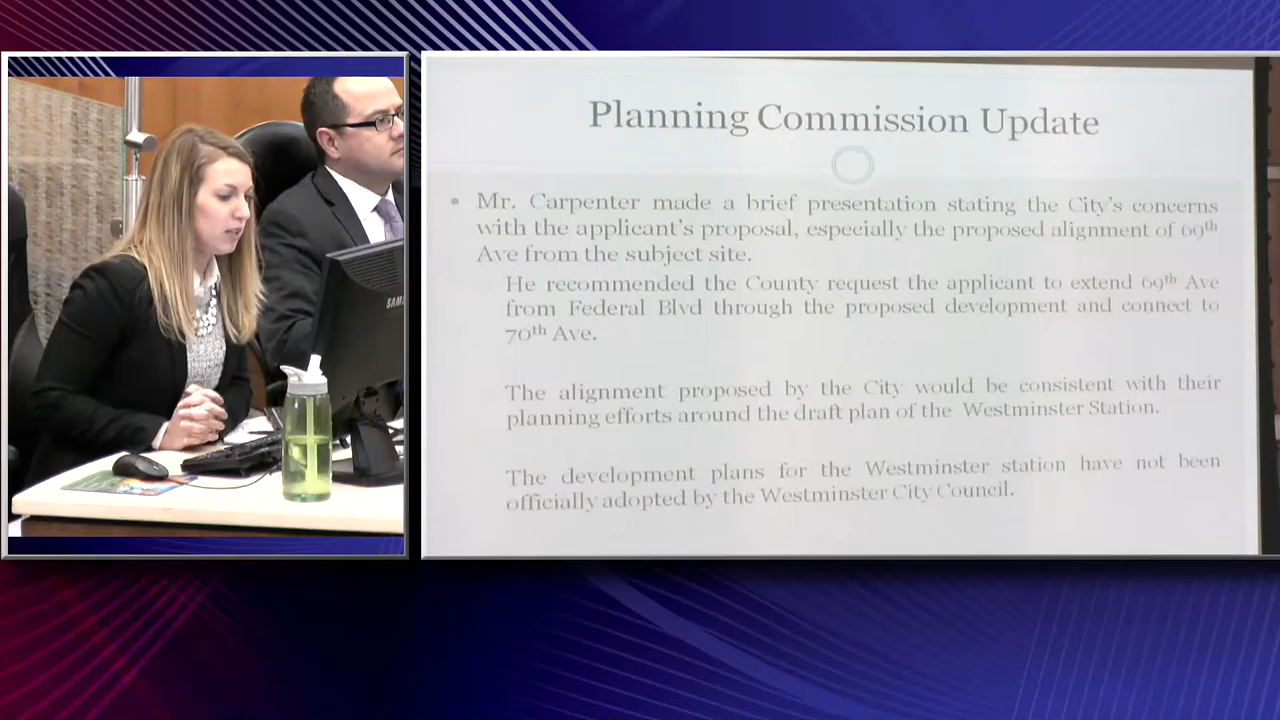 Planning Commission Update
• Mr. Carpenter made a brief presentation stating the City's concerns
with the applicant's proposal, especially the proposed alignment of 69th
Ave from the subject site.
He recommended the County request the applicant to extend 69th Ave
from Federal Blvd through the proposed development and connect to
70th Ave.
The alignment proposed by the City would be consistent with their
planning efforts around the draft plan of the Westminster Station.
The development plans for the Westminster station have not been
officially adopted by the Westminster City Council.
SAMS